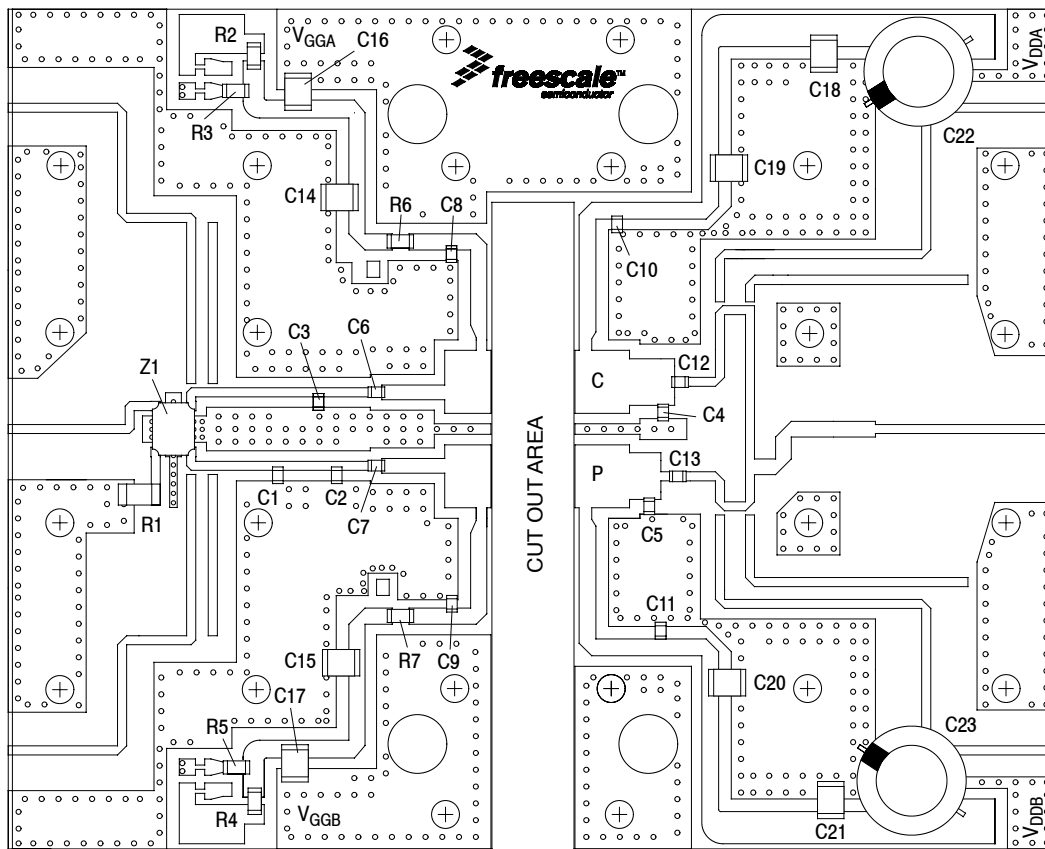 R2
VGGA
C16
freescale™
semiconductor
VDDA
C18
R3
C22
C19
C14
R6
C8
C10
C3
C6
Z1
C12
C
C4
C13
P
C1
C2
C7
R1
C5
CUT OUT AREA
C11
R7
C9
C15
C20
C17
C23
R5
R4
VGGB
C21
VDDB